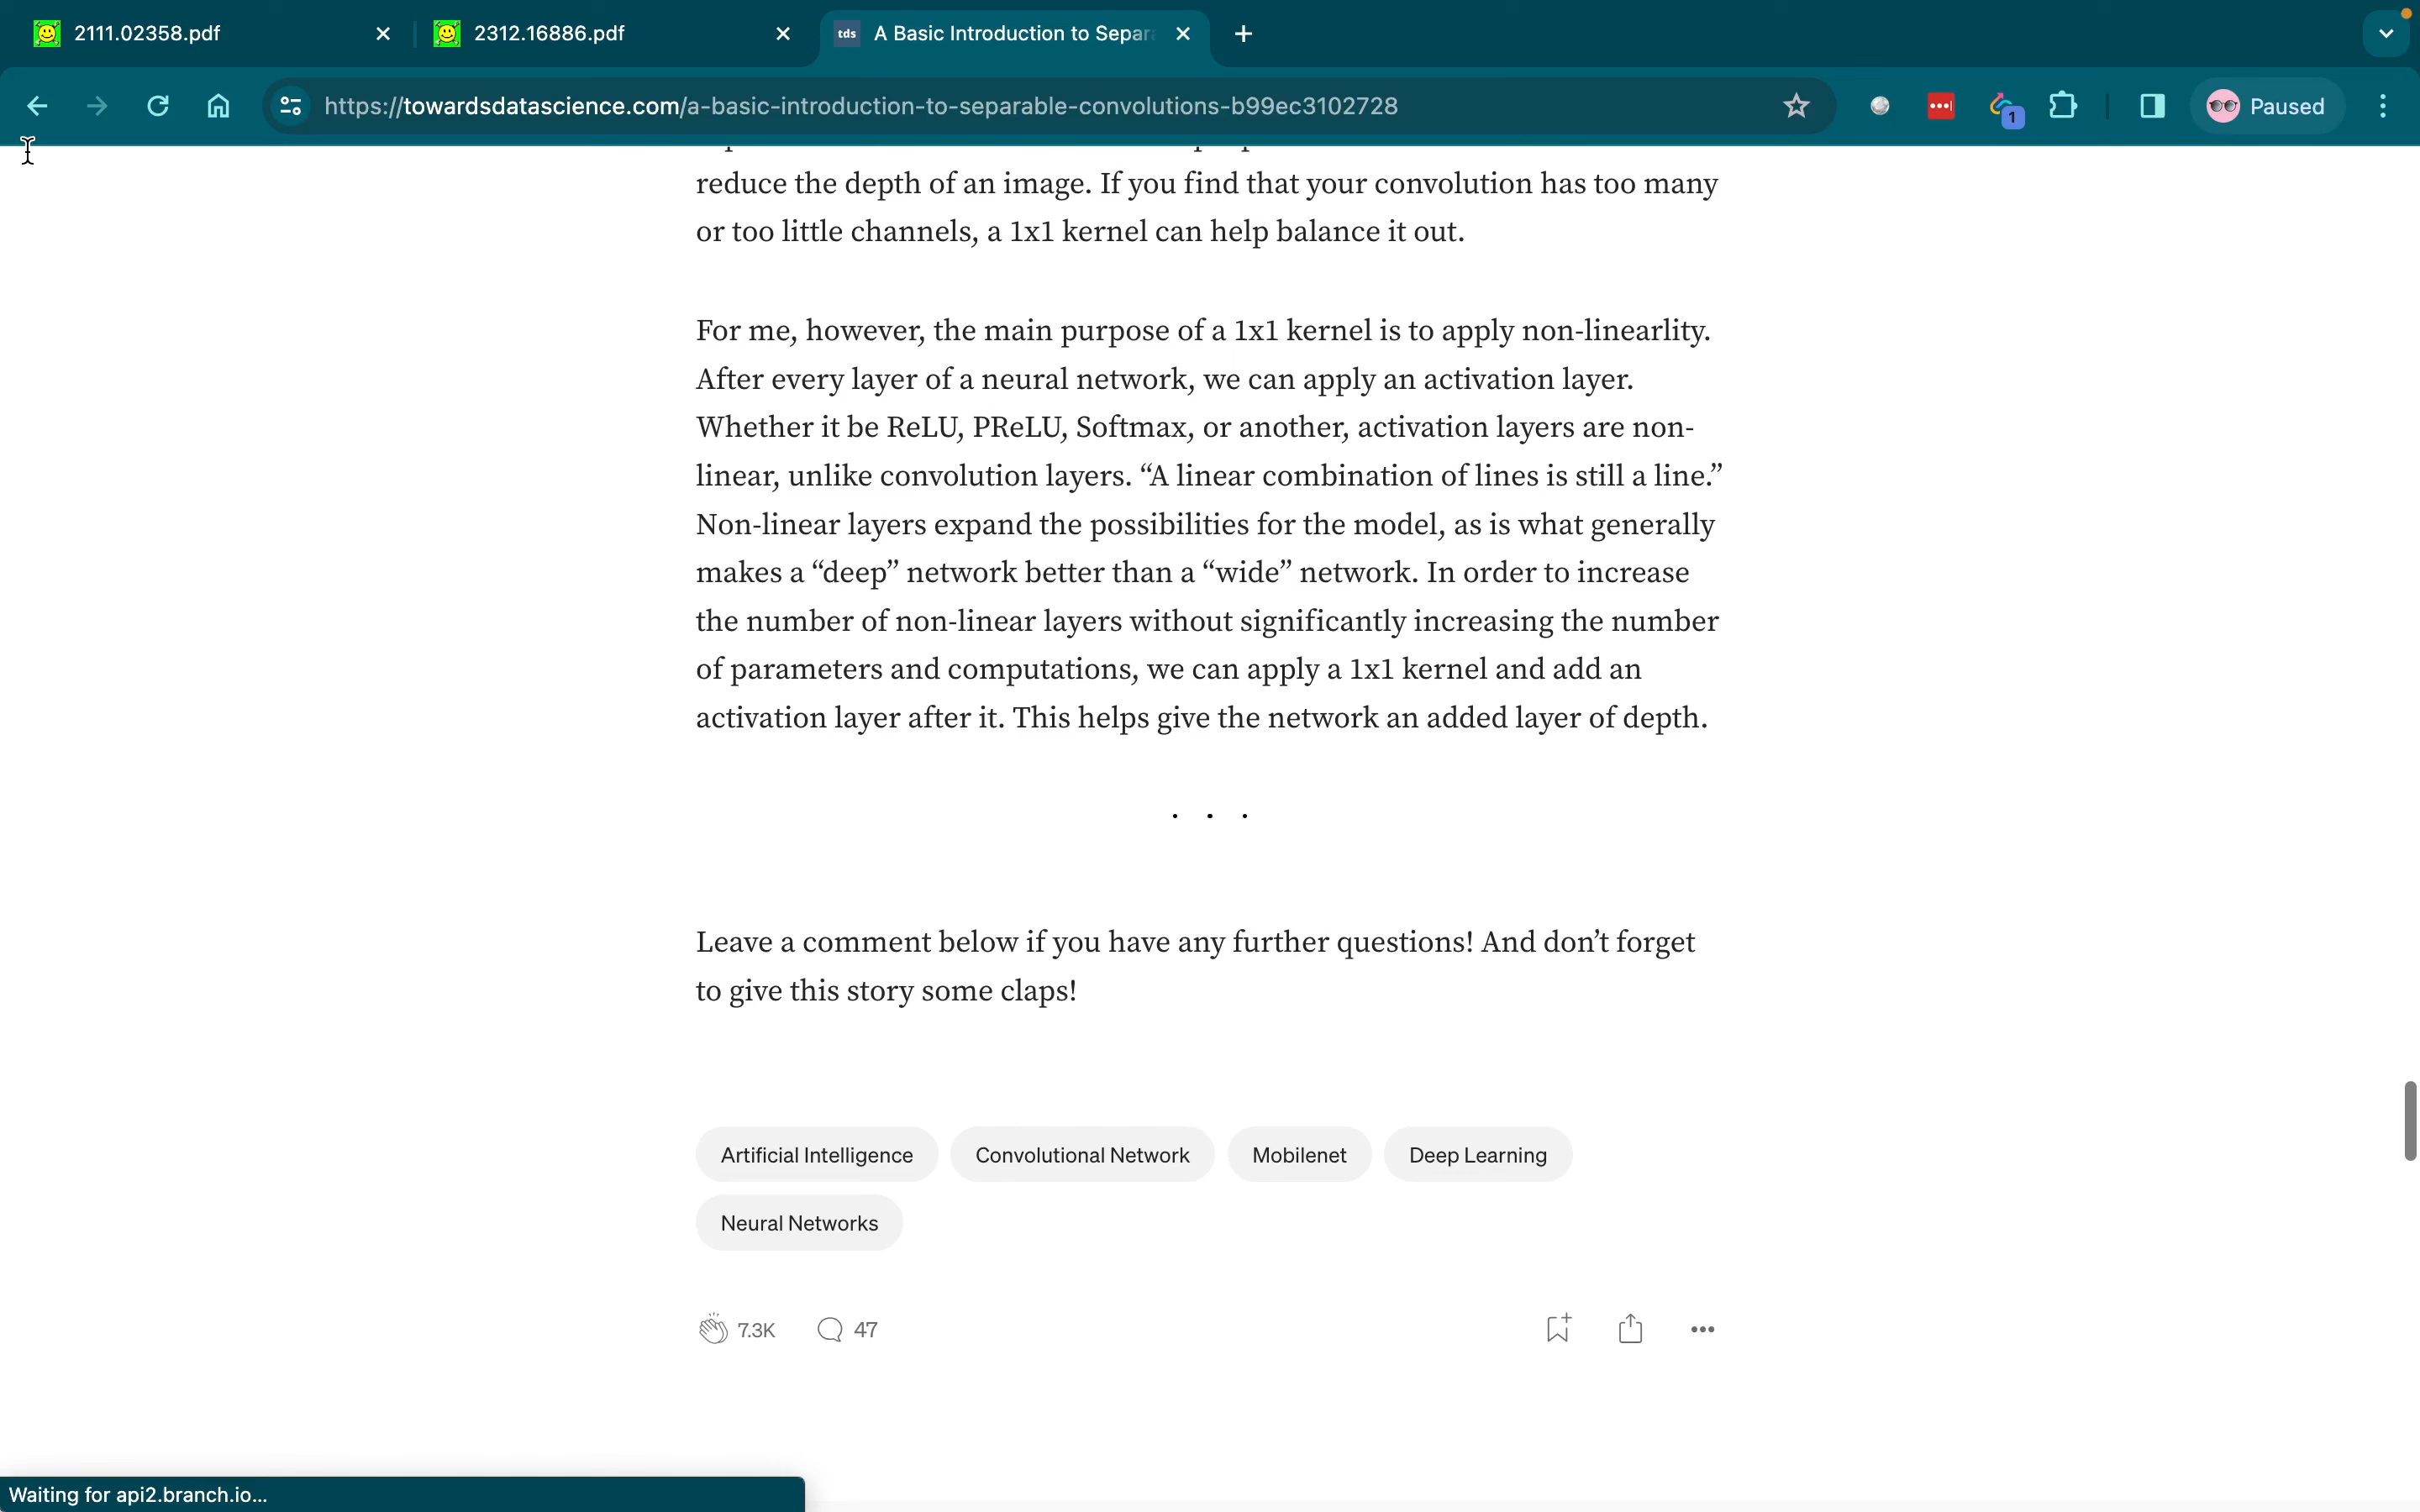 2111.02358.pdf
2312.16886.pdf
tds A Basic Introduction to Separ
https://towardsdatascience.com/a-basic-introduction-to-separable-convolutions-b99ec3102728
1
Paused
reduce the depth of an image. If you find that your convolution has too many
or too little channels, a 1x1 kernel can help balance it out.
For me, however, the main purpose of a 1x1 kernel is to apply non-linearlity.
After every layer of a neural network, we can apply an activation layer.
Whether it be ReLU, PReLU, Softmax, or another, activation layers are non-
linear, unlike convolution layers. “A linear combination of lines is still a line.”
Non-linear layers expand the possibilities for the model, as is what generally
makes a “deep” network better than a “wide” network. In order to increase
the number of non-linear layers without significantly increasing the number
of parameters and computations, we can apply a 1x1 kernel and add an
activation layer after it. This helps give the network an added layer of depth.
. . .
Leave a comment below if you have any further questions! And don’t forget
to give this story some claps!
Artificial Intelligence Convolutional Network Mobilenet Deep Learning
Neural Networks
7.3K 47
Waiting for api2.branch.io...